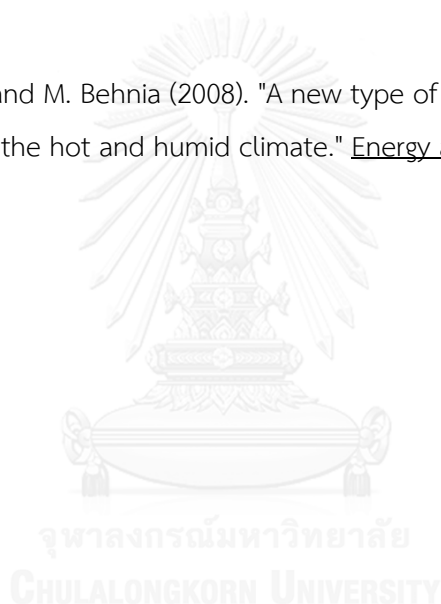 and M. Behnia (2008). "A new type of
the hot and humid climate." Energy
จุฬาลงกรณ์มหาวิทยาลัย
CHULALONGKORN UNIVERSITY